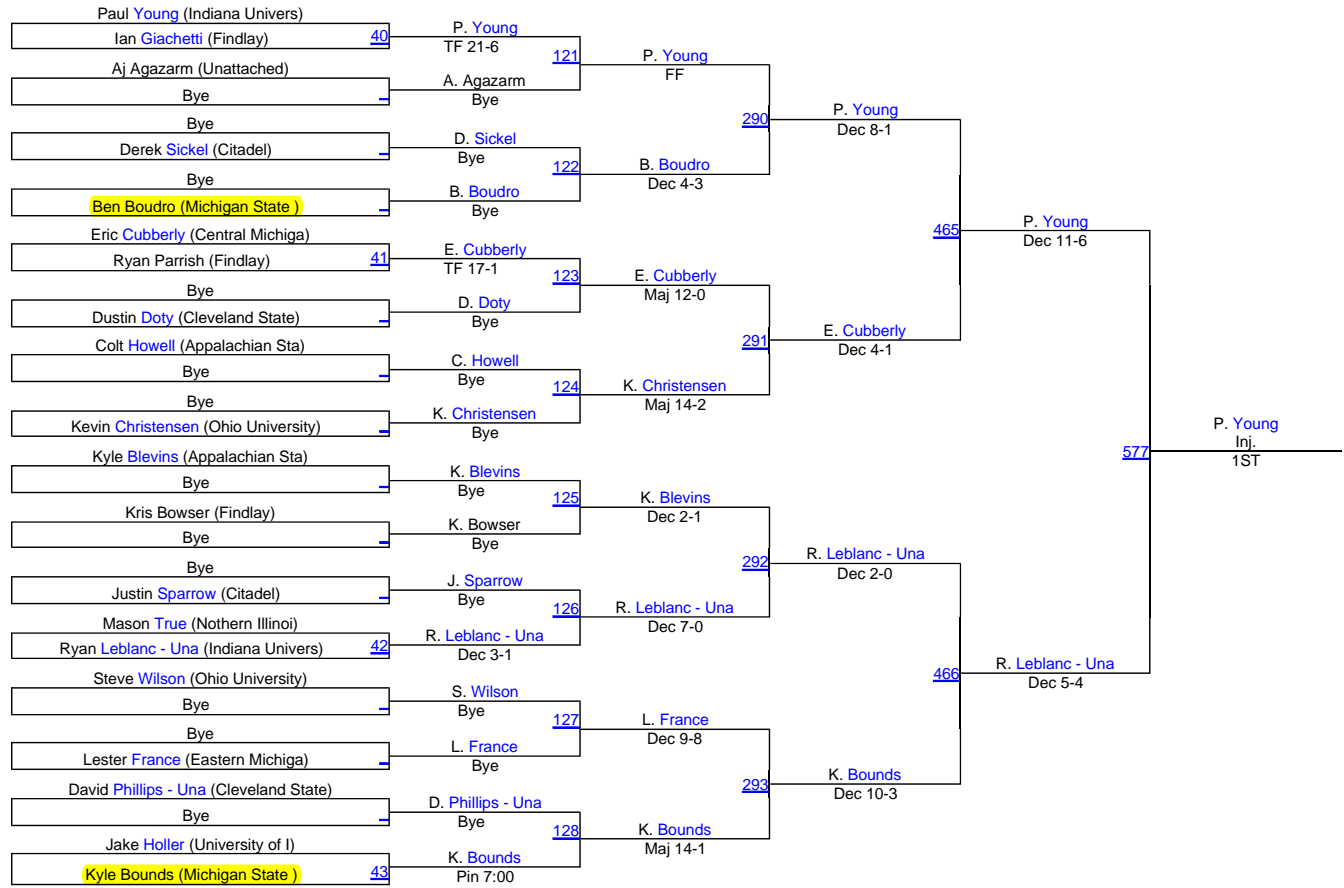 Paul Young (Indiana Univers)
Ian Giachetti (Findlay)
40
Aj Agazarm (Unattached)
Bye
Bye
Derek Sickel (Citadel)
Bye
Ben Boudro (Michigan State )
Eric Cubberly (Central Michiga)
Ryan Parrish (Findlay)
41
Bye
Dustin Doty (Cleveland State)
Colt Howell (Appalachian Sta)
Bye
Bye
Kevin Christensen (Ohio University)
Kyle Blevins (Appalachian Sta)
Bye
Kris Bowser (Findlay)
Bye
Bye
Justin Sparrow (Citadel)
Mason True (Nothern Illinoi)
Ryan Leblanc - Una (Indiana Univers)
42
Steve Wilson (Ohio University)
Bye
Bye
Lester France (Eastern Michiga)
David Phillips - Una (Cleveland State)
Bye
Jake Holler (University of I)
Kyle Bounds (Michigan State )
43
P. Young
TF 21-6
121
A. Agazarm
Bye
D. Sickel
Bye
122
B. Boudro
Bye
E. Cubberly
TF 17-1
123
D. Doty
Bye
C. Howell
Bye
124
K. Christensen
Bye
K. Blevins
Bye
125
K. Bowser
Bye
J. Sparrow
Bye
126
R. Leblanc - Una
Dec 3-1
S. Wilson
Bye
127
L. France
Bye
D. Phillips - Una
Bye
128
K. Bounds
Pin 7:00
P. Young
FF
290
B. Boudro
Dec 4-3
E. Cubberly
Maj 12-0
291
K. Christensen
Maj 14-2
K. Blevins
Dec 2-1
292
R. Leblanc - Una
Dec 7-0
L. France
Dec 9-8
293
K. Bounds
Maj 14-1
P. Young
Dec 8-1
465
E. Cubberly
Dec 4-1
R. Leblanc - Una
Dec 2-0
466
K. Bounds
Dec 10-3
P. Young
Dec 11-6
577
R. Leblanc - Una
Dec 5-4
P. Young
Inj.
1ST